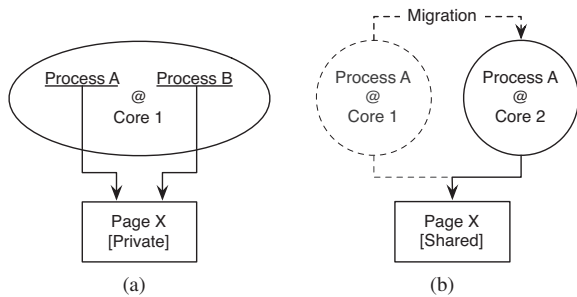 Process A
Process B
@
Core 1
Page X
[Private]
(a)
Migration
Process A
@
Core 1
Process A
@
Core 2
Page X
[Shared]
(b)